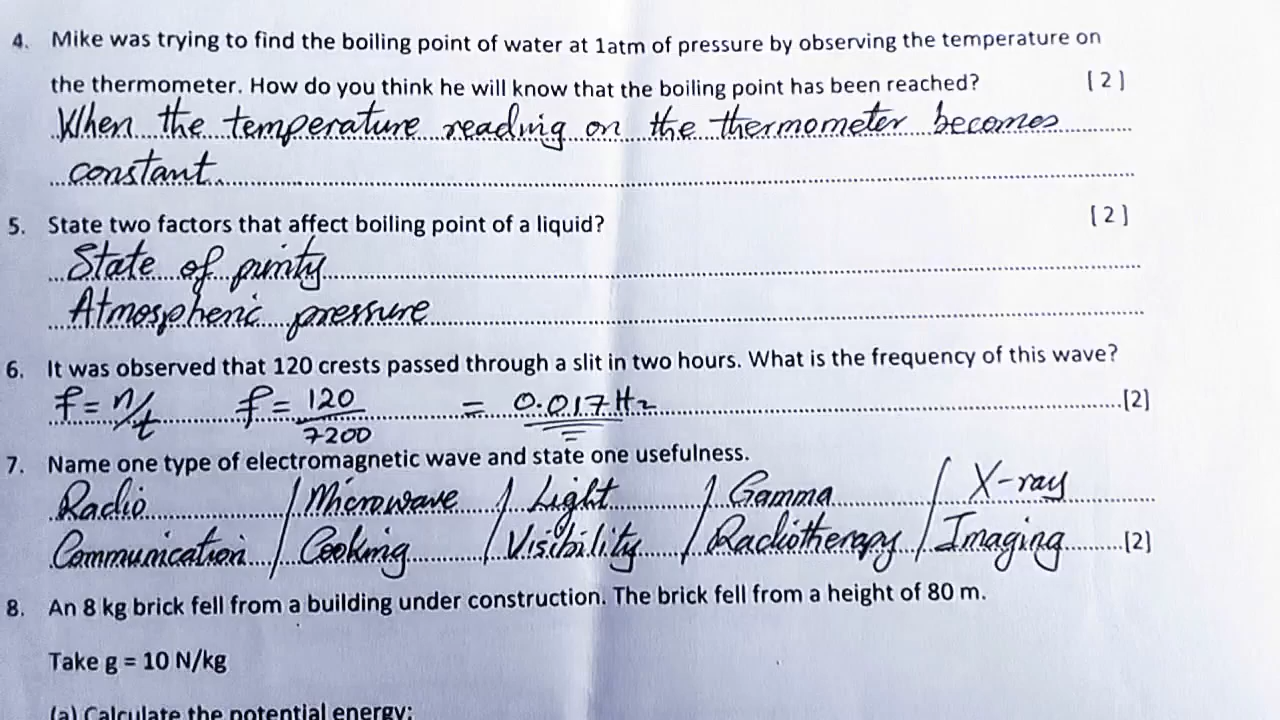 4. Mike was trying to find the boiling point of water at 1atm of pressure by observing the temperature on
the thermometer. How do you think he will know that the boiling point has been reached? [2]
When the temperature reading on the thermometer becomes
constant.
5. State two factors that affect boiling point of a liquid? [2]
State of purity
Atmospheric pressure
6. It was observed that 120 crests passed through a slit in two hours. What is the frequency of this wave?
f = n/t f = 120/7200 = 0.017Hz [2]
7. Name one type of electromagnetic wave and state one usefulness.
Radio / Microwave / Light / Gamma / X-ray
Communication / Cooking / Visibility / Radiotherapy / Imaging [2]
8. An 8 kg brick fell from a building under construction. The brick fell from a height of 80 m.
Take g = 10 N/kg
(a) Calculate the potential energy: